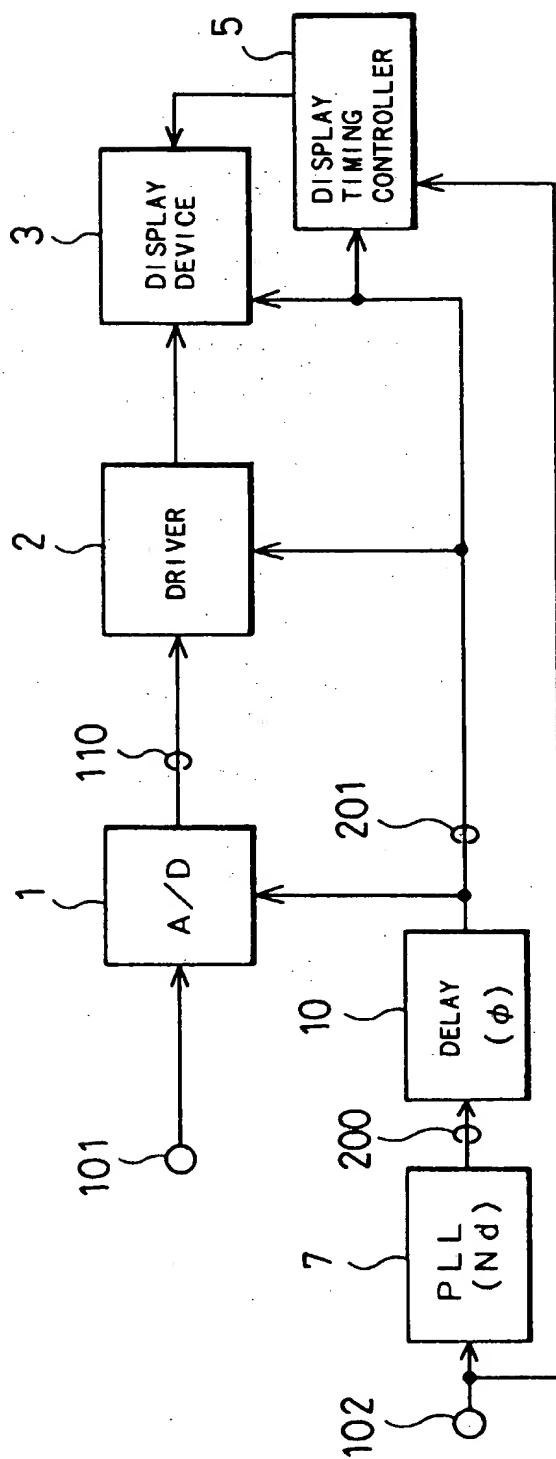 1
2
3
5
101
A/D
110
DRIVER
DISPLAY
DEVICE
DISPLAY
TIMING
CONTROLLER
102
7
PLL
(Nd)
200
10
DELAY
(φ)
201